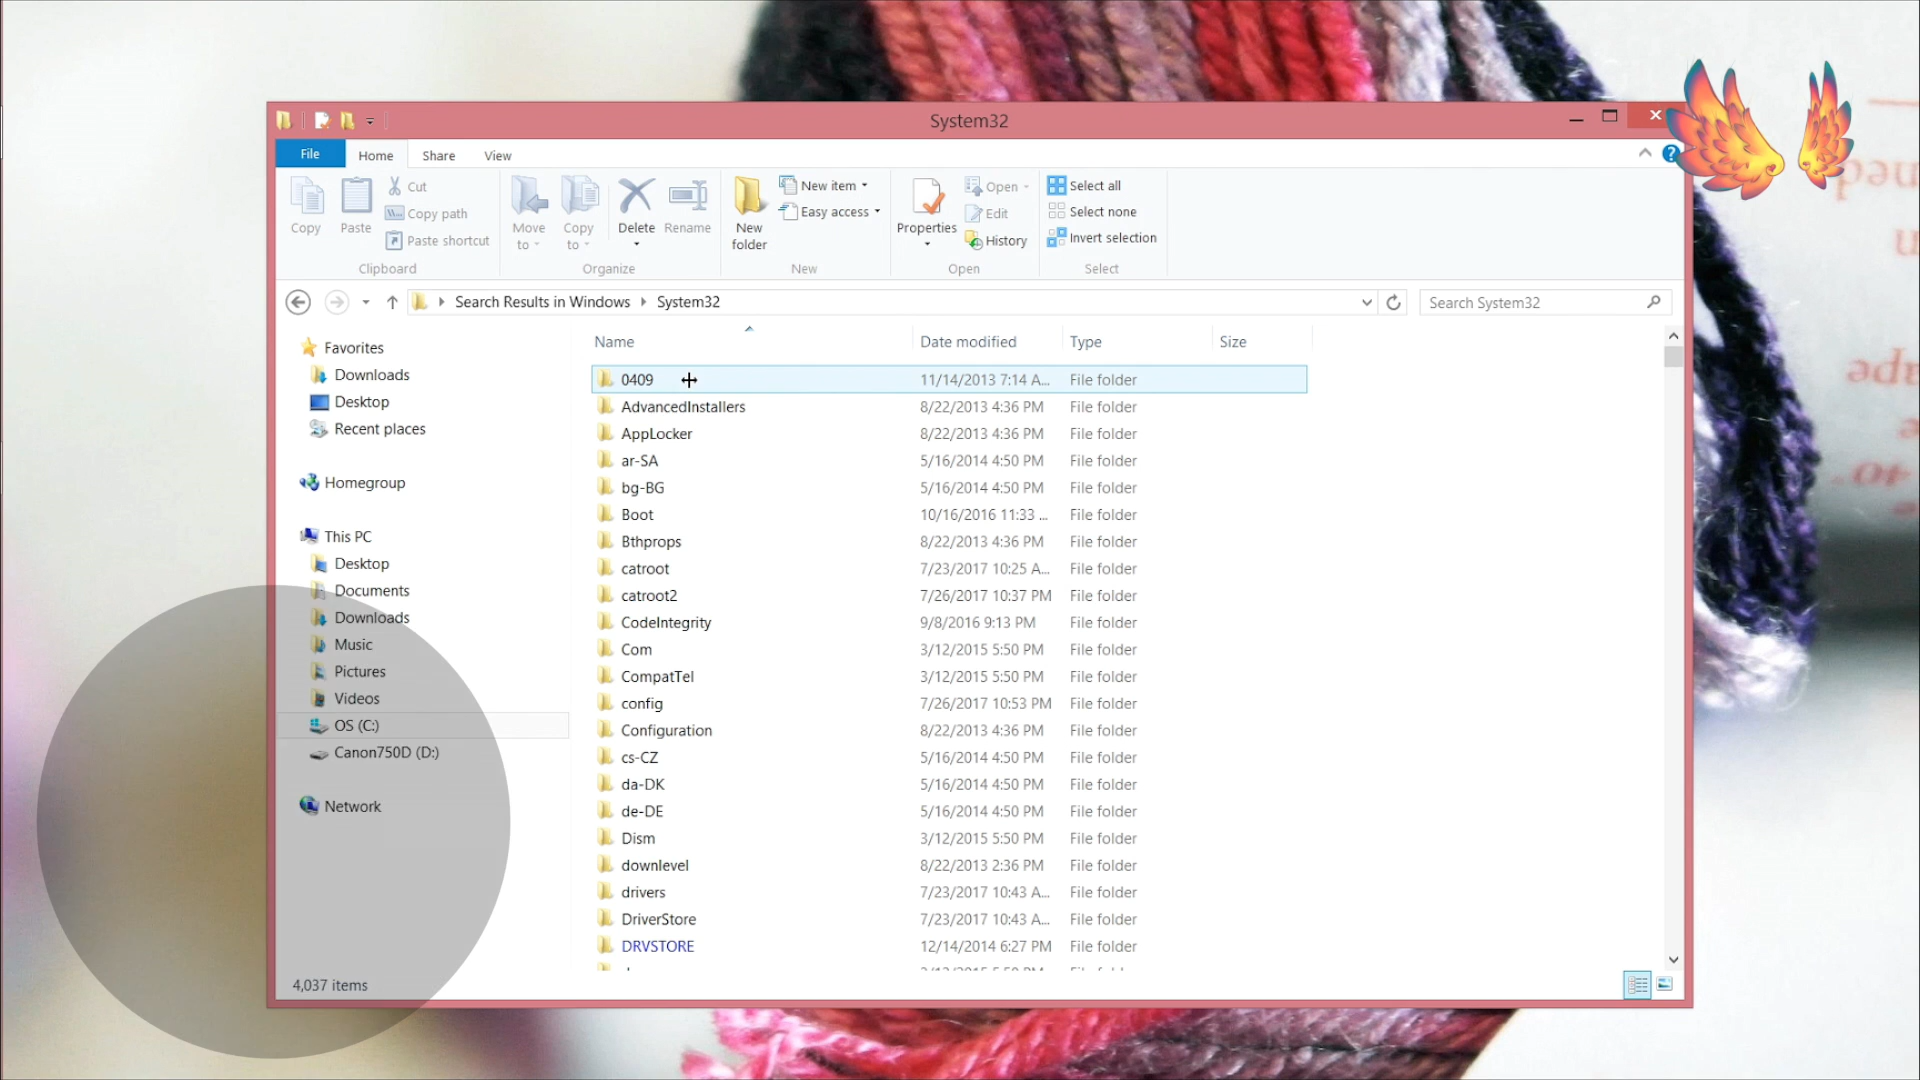 System32
File Home Share View
Copy
Paste
Cut
Copy path
Paste shortcut
Clipboard
Move to
Copy to
Delete
Rename
Organize
New folder
New item
Easy access
New
Properties
Open
Edit
History
Open
Select all
Select none
Invert selection
Select
Search Results in Windows System32
Search System32
Favorites
Downloads
Desktop
Recent places
Homegroup
This PC
Desktop
Documents
Downloads
Music
Pictures
Videos
OS (C:)
Canon750D (D:)
Network
Name Date modified Type Size
0409 11/14/2013 7:14 A... File folder
AdvancedInstallers 8/22/2013 4:36 PM File folder
AppLocker 8/22/2013 4:36 PM File folder
ar-SA 5/16/2014 4:50 PM File folder
bg-BG 5/16/2014 4:50 PM File folder
Boot 10/16/2016 11:33 ... File folder
Bthprops 8/22/2013 4:36 PM File folder
catroot 7/23/2017 10:25 A... File folder
catroot2 7/26/2017 10:37 PM File folder
CodeIntegrity 9/8/2016 9:13 PM File folder
Com 3/12/2015 5:50 PM File folder
CompatTel 3/12/2015 5:50 PM File folder
config 7/26/2017 10:53 PM File folder
Configuration 8/22/2013 4:36 PM File folder
cs-CZ 5/16/2014 4:50 PM File folder
da-DK 5/16/2014 4:50 PM File folder
de-DE 5/16/2014 4:50 PM File folder
Dism 3/12/2015 5:50 PM File folder
downlevel 8/22/2013 2:36 PM File folder
drivers 7/23/2017 10:43 A... File folder
DriverStore 7/23/2017 10:43 A... File folder
DRVSTORE 12/14/2014 6:27 PM File folder
4,037 items